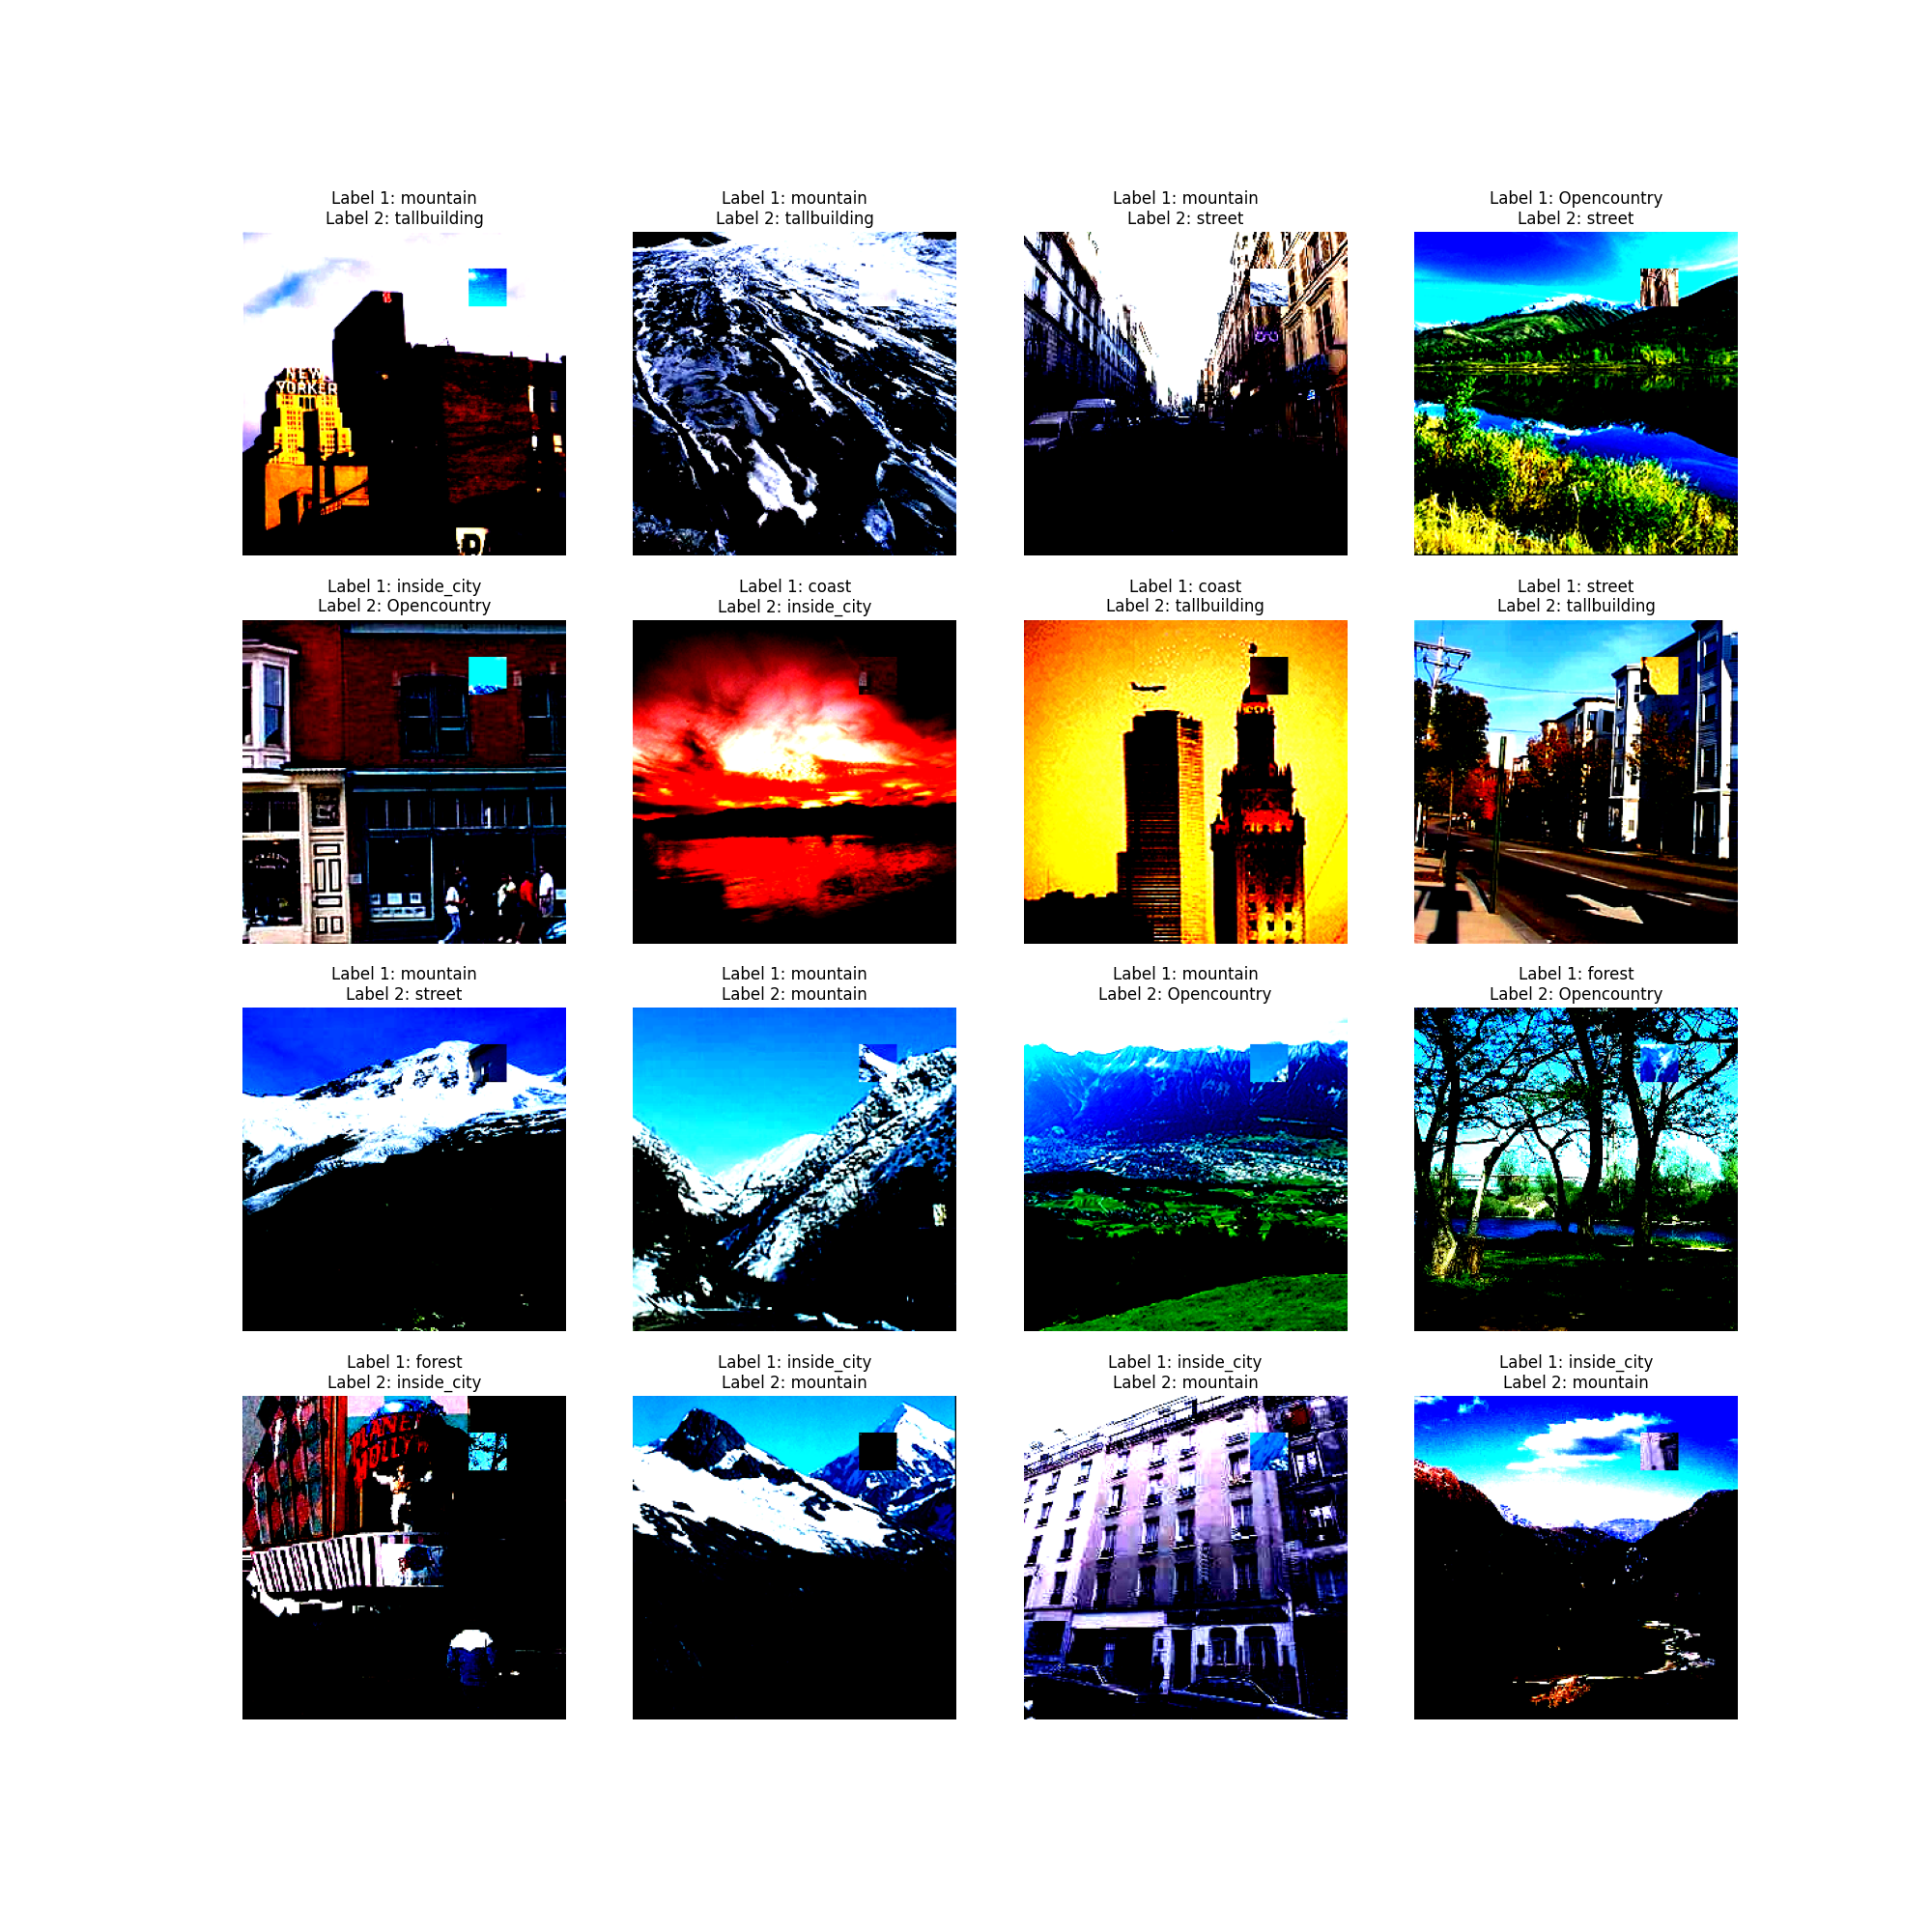 Label 1: mountain
Label 2: tallbuilding
Label 1: mountain
Label 2: tallbuilding
Label 1: mountain
Label 2: street
Label 1: Opencountry
Label 2: street
NEW
YORKER
Label 1: inside_city
Label 2: Opencountry
Label 1: coast
Label 2: inside_city
Label 1: coast
Label 2: tallbuilding
Label 1: street
Label 2: tallbuilding
Label 1: mountain
Label 2: street
Label 1: mountain
Label 2: mountain
Label 1: mountain
Label 2: Opencountry
Label 1: forest
Label 2: Opencountry
Label 1: forest
Label 2: inside_city
Label 1: inside_city
Label 2: mountain
Label 1: inside_city
Label 2: mountain
Label 1: inside_city
Label 2: mountain
PLANET